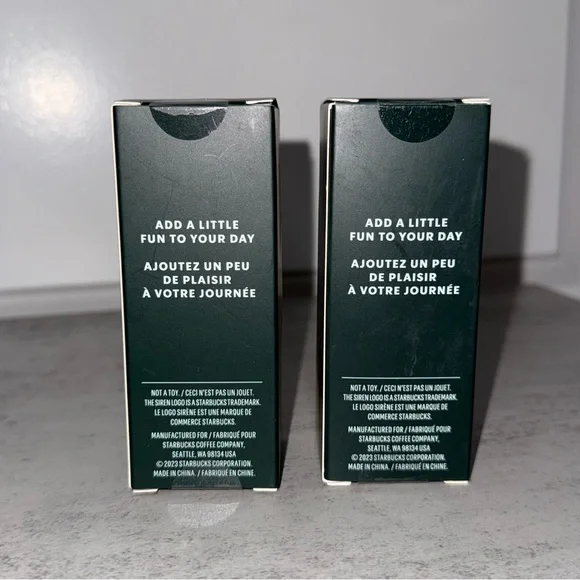 ADD A LITTLE
FUN TO YOUR DAY
AJOUTEZ UN PEU
DE PLAISIR
À VOTRE JOURNÉE
NOT A TOY. / CECI N'EST PAS UN JOUET.
THE SIREN LOGO IS A STARBUCKS TRADEMARK.
LE LOGO SIRÈNE EST UNE MARQUE DE
COMMERCE STARBUCKS.
MANUFACTURED FOR / FABRIQUÉ POUR
STARBUCKS COFFEE COMPANY,
SEATTLE, WA 98134 USA
© 2023 STARBUCKS CORPORATION.
MADE IN CHINA. / FABRIQUÉ EN CHINE.
ADD A LITTLE
FUN TO YOUR DAY
AJOUTEZ UN PEU
DE PLAISIR
À VOTRE JOURNÉE
NOT A TOY. / CECI N'EST PAS UN JOUET.
THE SIREN LOGO IS A STARBUCKS TRADEMARK.
LE LOGO SIRÈNE EST UNE MARQUE DE
COMMERCE STARBUCKS.
MANUFACTURED FOR / FABRIQUÉ POUR
STARBUCKS COFFEE COMPANY,
SEATTLE, WA 98134 USA
© 2023 STARBUCKS CORPORATION.
MADE IN CHINA. / FABRIQUÉ EN CHINE.